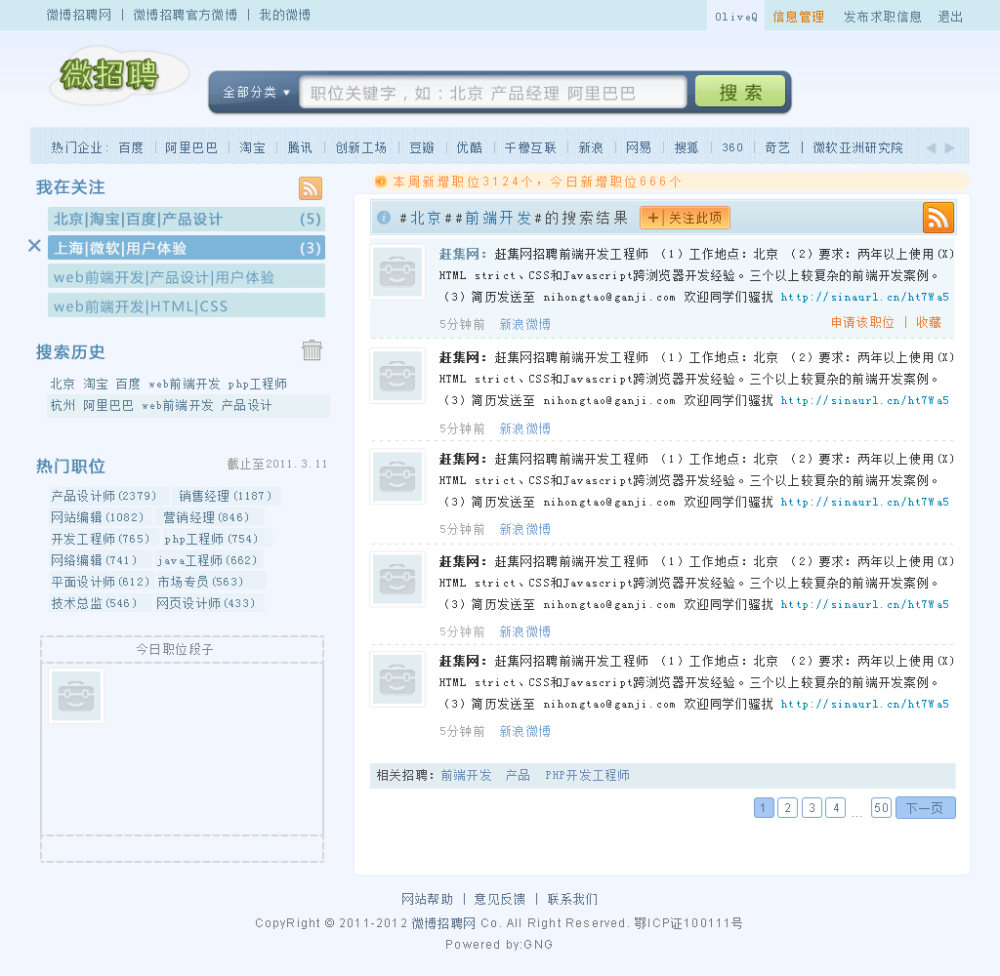 微博招聘网 | 微博招聘官方微博 | 我的微博
OliveQ 信息管理 发布求职信息 退出
微招聘
全部分类 职位关键字，如：北京 产品经理 阿里巴巴 搜 索
热门企业： 百度 | 阿里巴巴 | 淘宝 | 腾讯 | 创新工场 | 豆瓣 | 优酷 | 千橡互联 | 新浪 | 网易 | 搜狐 | 360 | 奇艺 | 微软亚洲研究院
我在关注
北京|淘宝|百度|产品设计 (5)
上海|微软|用户体验 (3)
web前端开发|产品设计|用户体验
web前端开发|HTML|CSS
搜索历史
北京 淘宝 百度 web前端开发 php工程师
杭州 阿里巴巴 web前端开发 产品设计
热门职位 截止至2011.3.11
产品设计师(2379) 销售经理(1187)
网站编辑(1082) 营销经理(846)
开发工程师(765) php工程师(754)
网络编辑(741) java工程师(662)
平面设计师(612) 市场专员(563)
技术总监(546) 网页设计师(433)
今日职位段子
本周新增职位3124个，今日新增职位666个
#北京##前端开发#的搜索结果 + 关注此项
赶集网：赶集网招聘前端开发工程师 （1）工作地点：北京 （2）要求：两年以上使用(X)
HTML strict、CSS和Javascript跨浏览器开发经验。三个以上较复杂的前端开发案例。
（3）简历发送至 nihongtao@ganji.com 欢迎同学们骚扰 http://sinaurl.cn/ht7Wa5
5分钟前 新浪微博 申请该职位 | 收藏
赶集网：赶集网招聘前端开发工程师 （1）工作地点：北京 （2）要求：两年以上使用(X)
HTML strict、CSS和Javascript跨浏览器开发经验。三个以上较复杂的前端开发案例。
（3）简历发送至 nihongtao@ganji.com 欢迎同学们骚扰 http://sinaurl.cn/ht7Wa5
5分钟前 新浪微博
赶集网：赶集网招聘前端开发工程师 （1）工作地点：北京 （2）要求：两年以上使用(X)
HTML strict、CSS和Javascript跨浏览器开发经验。三个以上较复杂的前端开发案例。
（3）简历发送至 nihongtao@ganji.com 欢迎同学们骚扰 http://sinaurl.cn/ht7Wa5
5分钟前 新浪微博
赶集网：赶集网招聘前端开发工程师 （1）工作地点：北京 （2）要求：两年以上使用(X)
HTML strict、CSS和Javascript跨浏览器开发经验。三个以上较复杂的前端开发案例。
（3）简历发送至 nihongtao@ganji.com 欢迎同学们骚扰 http://sinaurl.cn/ht7Wa5
5分钟前 新浪微博
赶集网：赶集网招聘前端开发工程师 （1）工作地点：北京 （2）要求：两年以上使用(X)
HTML strict、CSS和Javascript跨浏览器开发经验。三个以上较复杂的前端开发案例。
（3）简历发送至 nihongtao@ganji.com 欢迎同学们骚扰 http://sinaurl.cn/ht7Wa5
5分钟前 新浪微博
相关招聘：前端开发 产品 PHP开发工程师
1 2 3 4 ... 50 下一页
网站帮助 | 意见反馈 | 联系我们
CopyRight © 2011-2012 微博招聘网 Co. All Right Reserved. 鄂ICP证100111号
Powered by:GNG